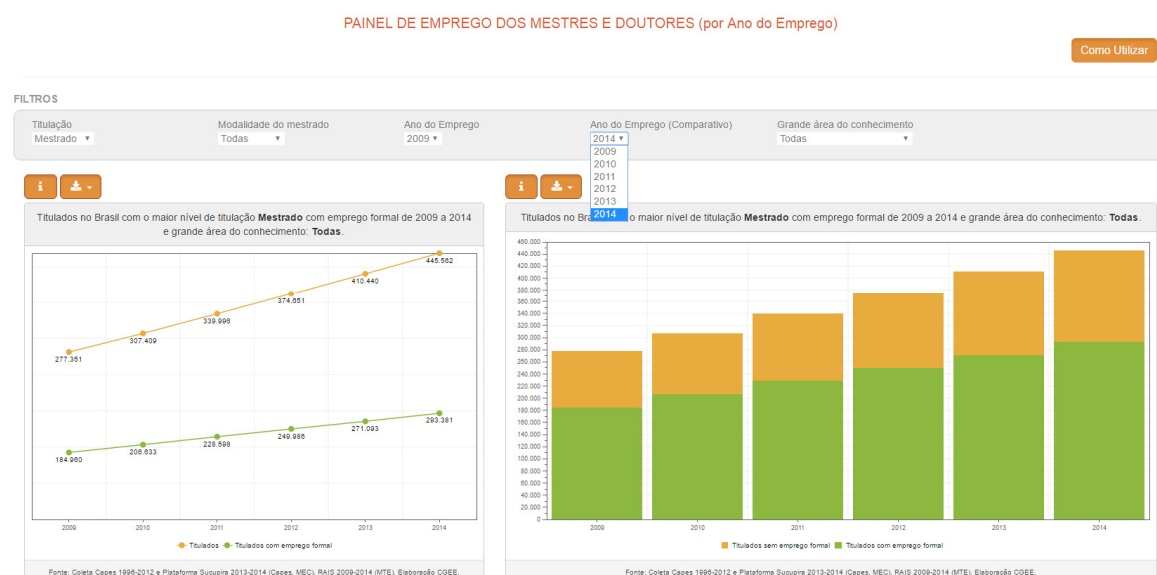 PAINEL DE EMPREGO DOS MESTRES E DOUTORES (por Ano do Emprego)
Como Utilizar
FILTROS
Titulação
Mestrado
Modalidade do mestrado
Todas
Ano do Emprego
2009
Ano do Emprego (Comparativo)
2014
2009
2010
2011
2012
2013
2014
Grande área do conhecimento
Todas
Titulados no Brasil com o maior nível de titulação Mestrado com emprego formal de 2009 a 2014
e grande área do conhecimento: Todas.
445.562
410.440
374.651
339.996
307.409
277.351
293.381
271.093
249.986
228.598
206.633
184.960
2009 2010 2011 2012 2013 2014
Titulados Titulados com emprego formal
Fonte: Coleta Capes 1996-2012 e Plataforma Sucupira 2013-2014 (Capes, MEC). RAIS 2009-2014 (MTE). Elaboração CGEE.
Titulados no Br o maior nível de titulação Mestrado com emprego formal de 2009 a 2014 e grande área do conhecimento: Todas.
460.000
440.000
420.000
400.000
380.000
360.000
340.000
320.000
300.000
280.000
260.000
240.000
220.000
200.000
180.000
160.000
140.000
120.000
100.000
80.000
60.000
40.000
20.000
0
2009 2010 2011 2012 2013 2014
Titulados sem emprego formal Titulados com emprego formal
Fonte: Coleta Capes 1996-2012 e Plataforma Sucupira 2013-2014 (Capes, MEC). RAIS 2009-2014 (MTE). Elaboração CGEE.